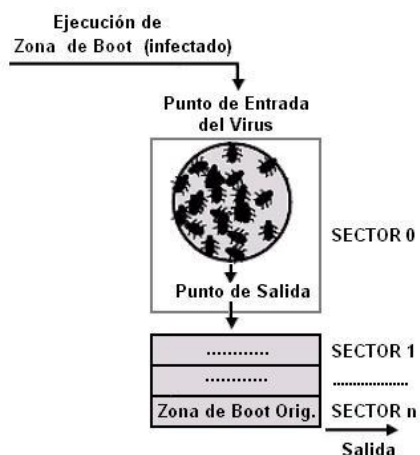 Ejecución de
Zona de Boot (infectado)
Punto de Entrada
del Virus
SECTOR 0
Punto de Salida
............ SECTOR 1
............ ..................
Zona de Boot Orig. SECTOR n
Salida